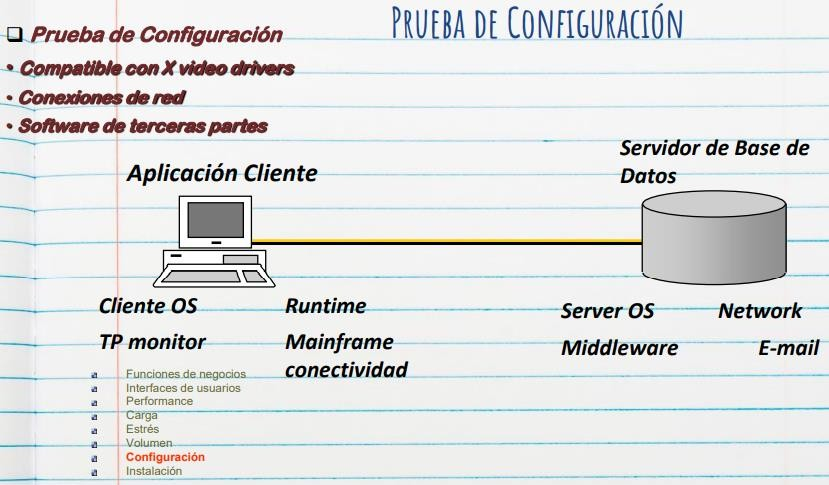 PRUEBA DE CONFIGURACIÓN
Prueba de Configuración
• Compatible con X video drivers
• Conexiones de red
• Software de terceras partes
Servidor de Base de
Datos
Aplicación Cliente
Cliente OS
Runtime
TP monitor
Mainframe
conectividad
Server OS
Network
Middleware
E-mail
Funciones de negocios
Interfaces de usuarios
Performance
Carga
Estrés
Volumen
Configuración
Instalación